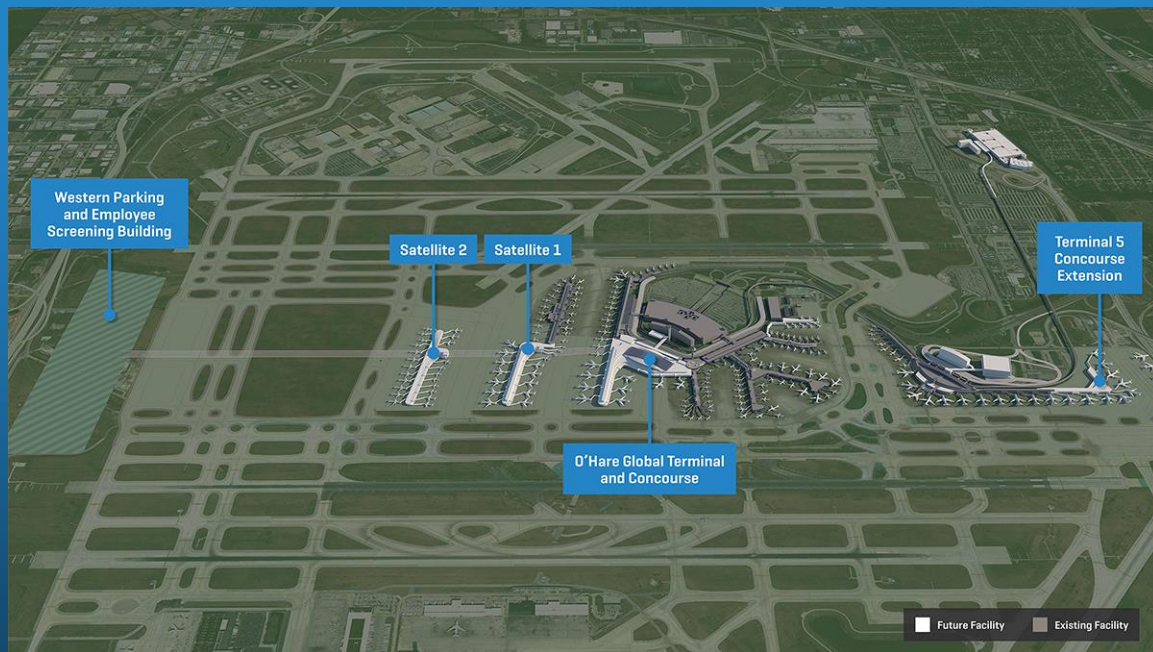 Western Parking
and Employee
Screening Building
Satellite 2
Satellite 1
Terminal 5
Concourse
Extension
O'Hare Global Terminal
and Concourse
Future Facility
Existing Facility